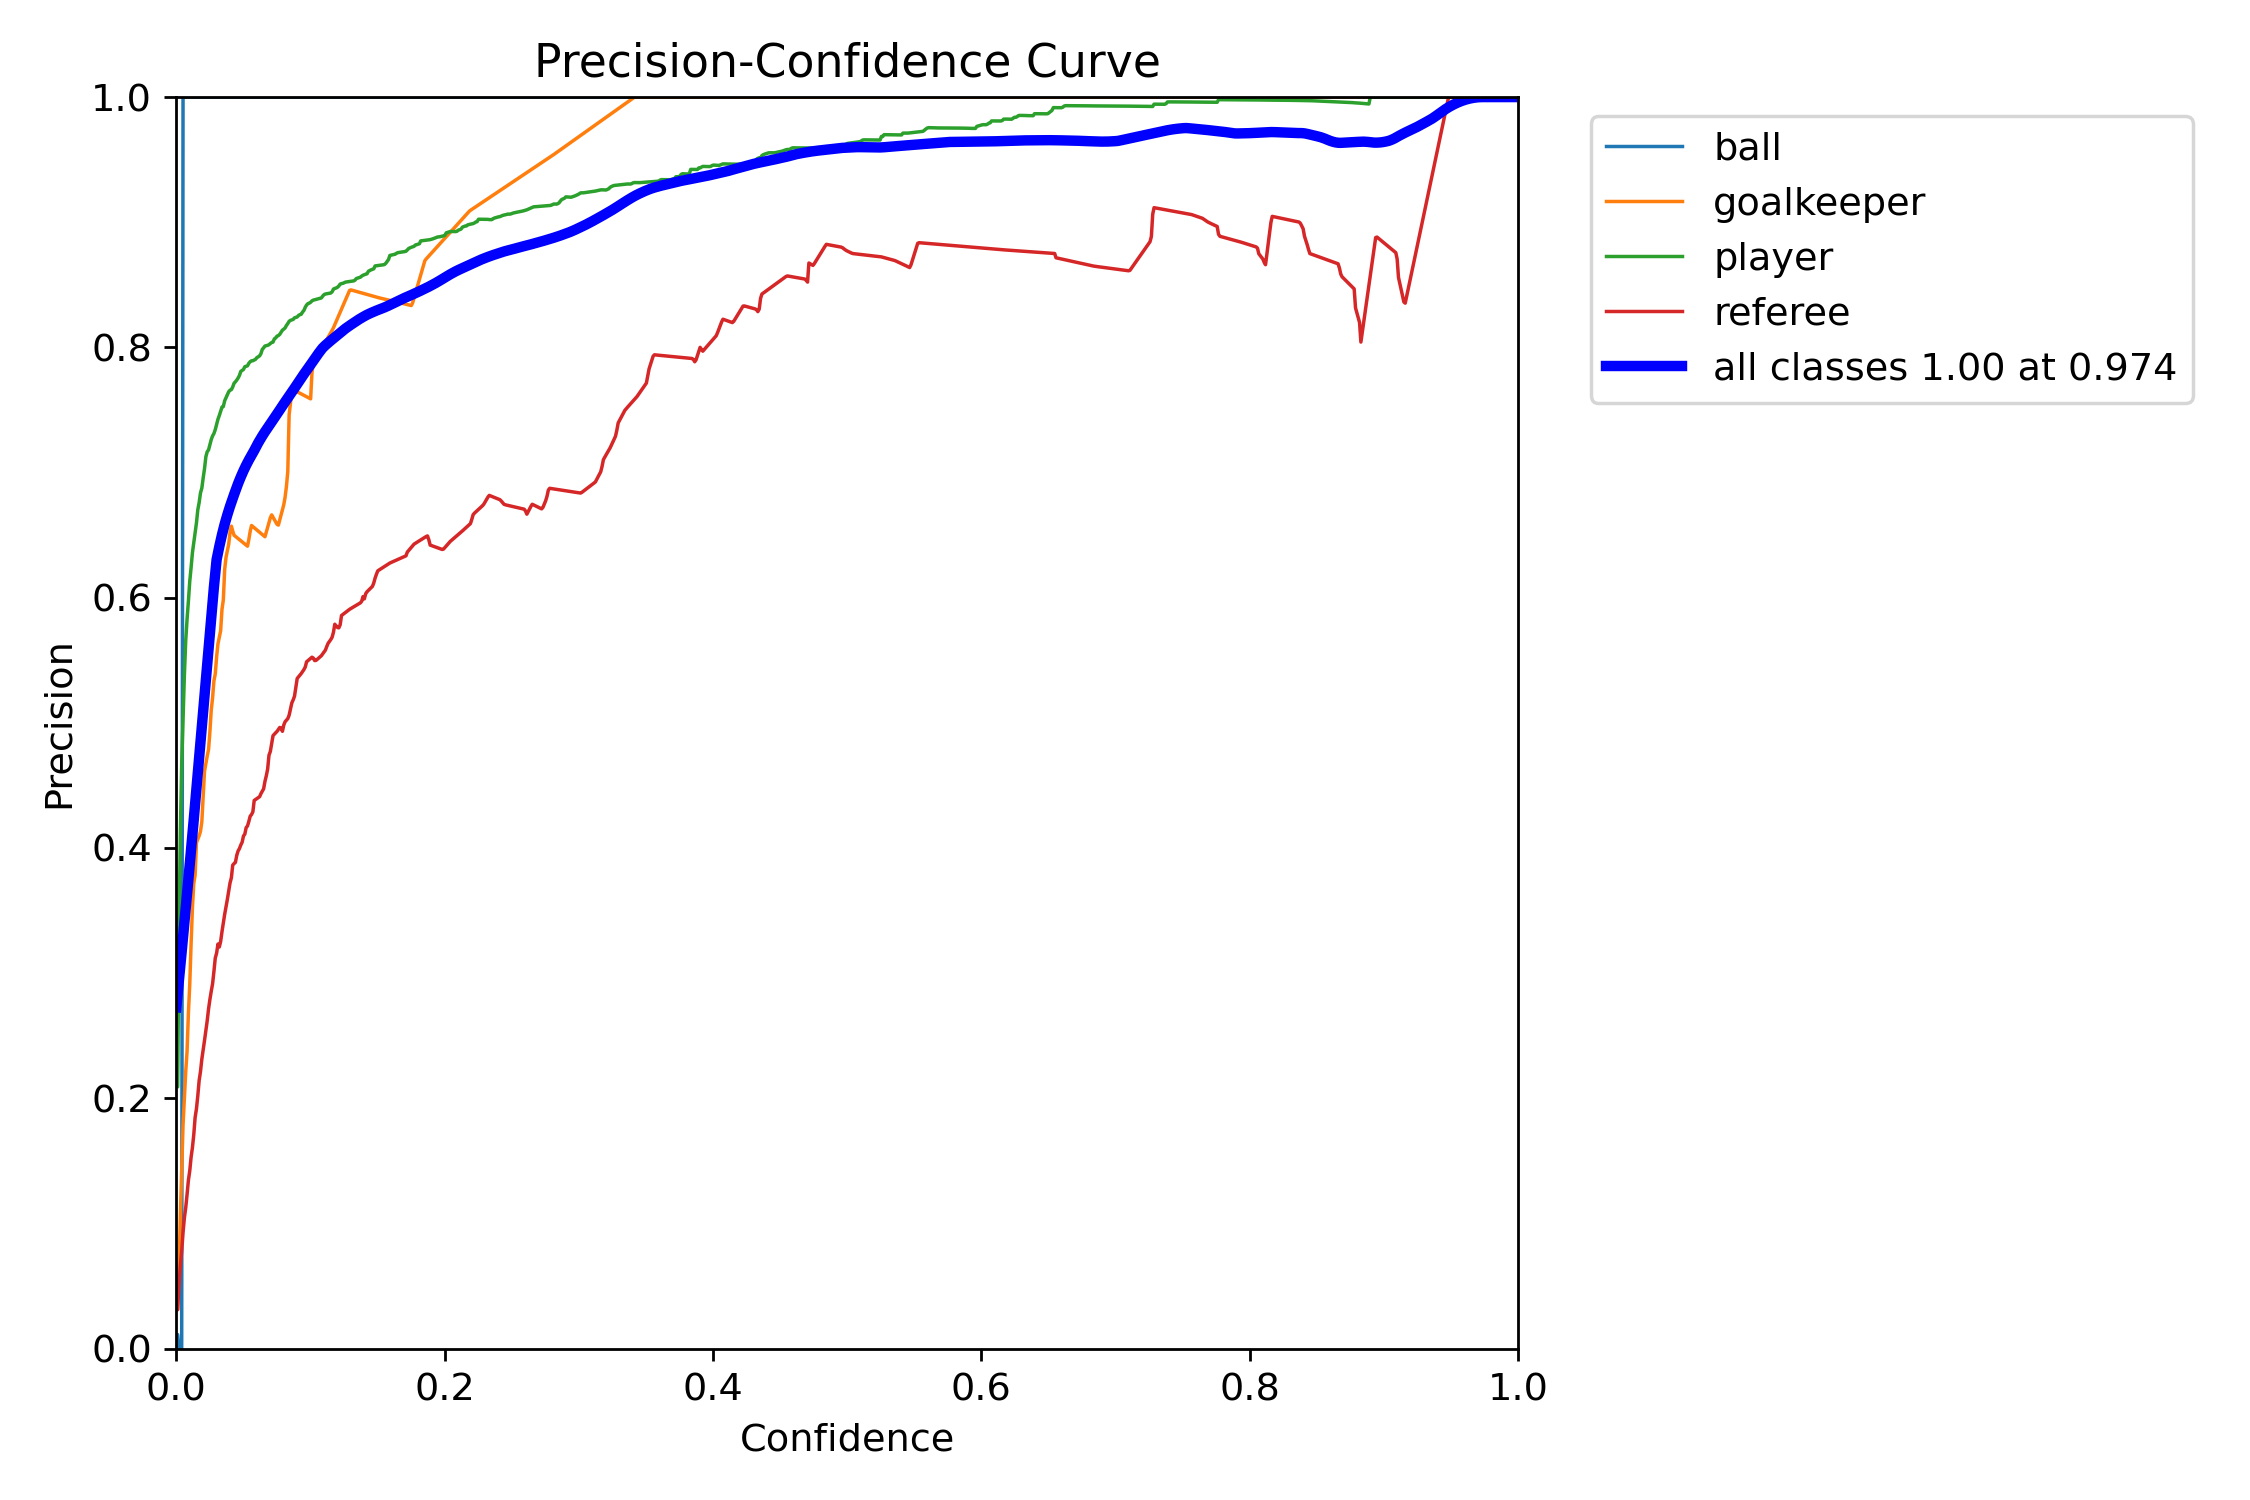 Precision-Confidence Curve
1.0
0.8
0.6
0.4
0.2
0.0
Precision
0.0 0.2 0.4 0.6 0.8 1.0
Confidence
ball
goalkeeper
player
referee
all classes 1.00 at 0.974